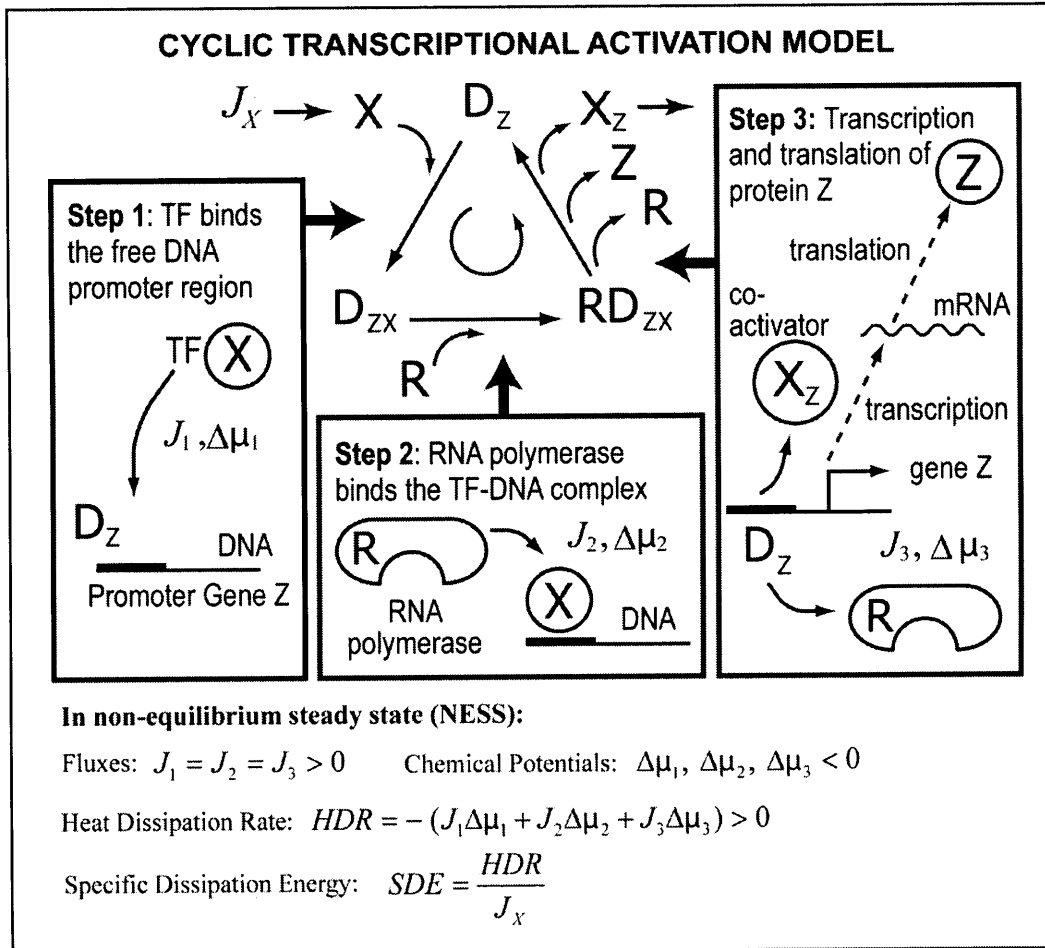 CYCLIC TRANSCRIPTIONAL ACTIVATION MODEL
J_X → X
D_Z
X_Z →
Z
R
D_ZX
RD_ZX
R
Step 1: TF binds
the free DNA
promoter region
TF X
J_1 ,Δμ_1
D_Z
DNA
Promoter Gene Z
Step 2: RNA polymerase
binds the TF-DNA complex
R
J_2, Δμ_2
X
RNA
polymerase
DNA
Step 3: Transcription
and translation of
protein Z
Z
translation
co-
activator
mRNA
X_Z
transcription
gene Z
D_Z
J_3, Δμ_3
R
In non-equilibrium steady state (NESS):
Fluxes: J_1 = J_2 = J_3 > 0 Chemical Potentials: Δμ_1, Δμ_2, Δμ_3 < 0
Heat Dissipation Rate: HDR = − (J_1Δμ_1 + J_2Δμ_2 + J_3Δμ_3) > 0
Specific Dissipation Energy: SDE = HDR / J_X